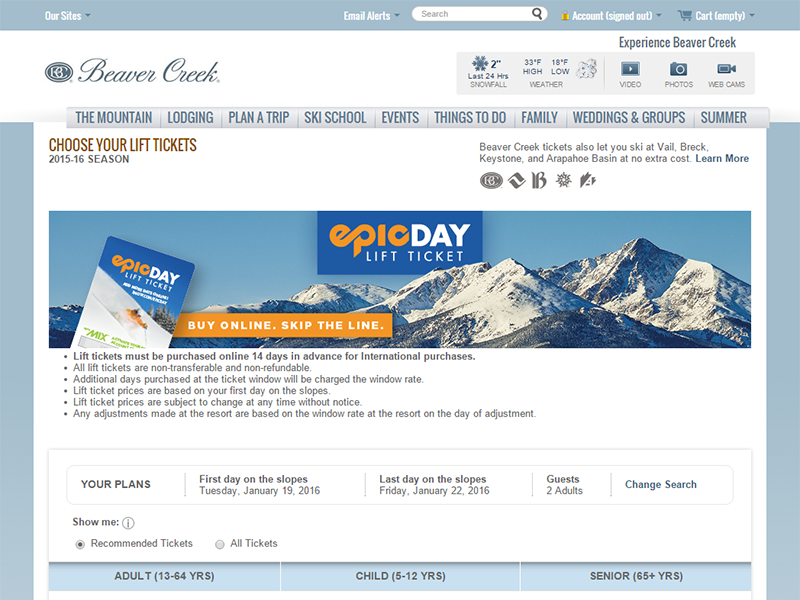 Our Sites
Email Alerts
Search
Account (signed out)
Cart (empty)
Experience Beaver Creek
Beaver Creek
2"
Last 24 Hrs
SNOWFALL
33°F
HIGH
18°F
LOW
WEATHER
VIDEO
PHOTOS
WEB CAMS
THE MOUNTAIN
LODGING
PLAN A TRIP
SKI SCHOOL
EVENTS
THINGS TO DO
FAMILY
WEDDINGS & GROUPS
SUMMER
CHOOSE YOUR LIFT TICKETS
2015-16 SEASON
Beaver Creek tickets also let you ski at Vail, Breck,
Keystone, and Arapahoe Basin at no extra cost. Learn More
epicDAY
LIFT TICKET
epicDAY
LIFT TICKET
BUY ONLINE. SKIP THE LINE.
• Lift tickets must be purchased online 14 days in advance for International purchases.
• All lift tickets are non-transferable and non-refundable.
• Additional days purchased at the ticket window will be charged the window rate.
• Lift ticket prices are based on your first day on the slopes.
• Lift ticket prices are subject to change at any time without notice.
• Any adjustments made at the resort are based on the window rate at the resort on the day of adjustment.
YOUR PLANS
First day on the slopes
Tuesday, January 19, 2016
Last day on the slopes
Friday, January 22, 2016
Guests
2 Adults
Change Search
Show me:
Recommended Tickets
All Tickets
ADULT (13-64 YRS)
CHILD (5-12 YRS)
SENIOR (65+ YRS)